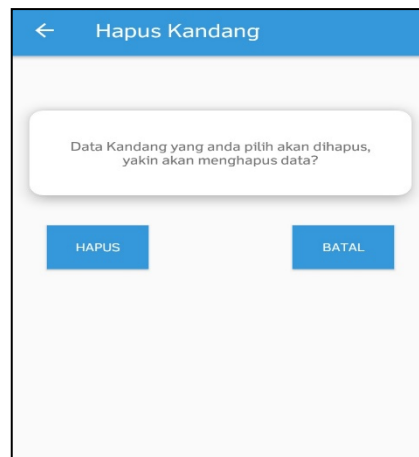 Hapus Kandang
Data Kandang yang anda pilih akan dihapus,
yakin akan menghapus data?
HAPUS
BATAL